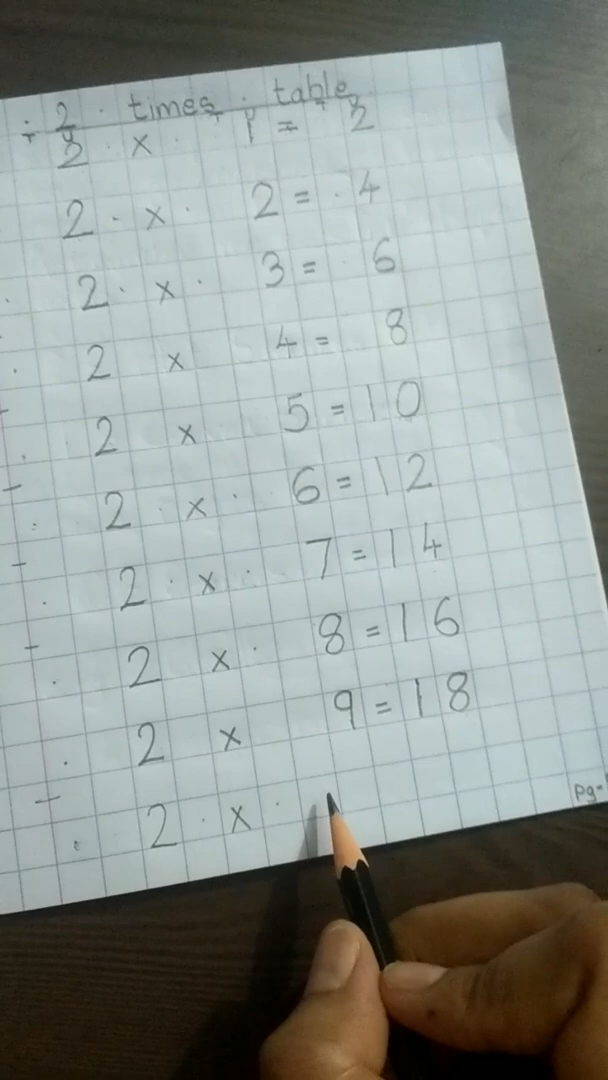 2 times table
2 x 1 = 2
2 x 2 = 4
2 x 3 = 6
2 x 4 = 8
2 x 5 = 10
2 x 6 = 12
2 x 7 = 14
2 x 8 = 16
2 x 9 = 18
2 x
Pg-